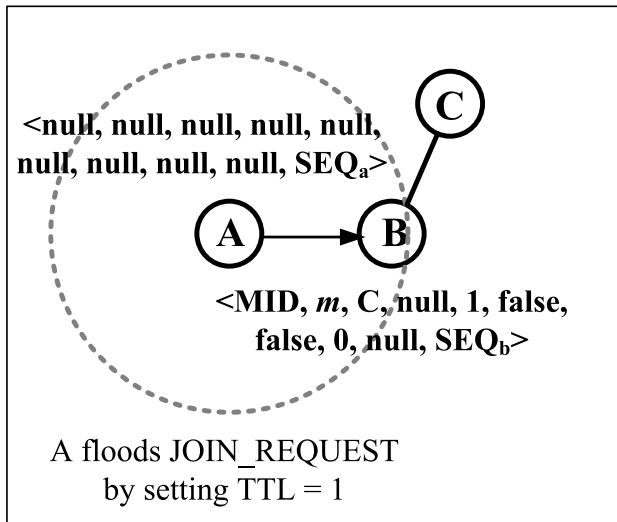 C
<null, null, null, null, null,
null, null, null, null, SEQa>
A
B
<MID, m, C, null, 1, false,
false, 0, null, SEQb>
A floods JOIN_REQUEST
by setting TTL = 1